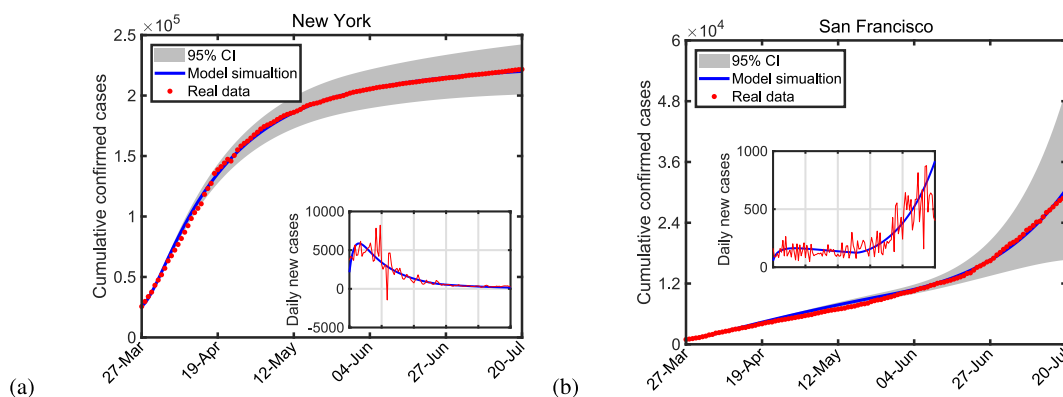 New York
×10⁵
2.5
2
1.5
1
0.5
0
Cumulative confirmed cases
95% CI
Model simualtion
Real data
Daily new cases
10000
5000
0
-5000
27-Mar
19-Apr
12-May
04-Jun
27-Jun
20-Jul
(a)
San Francisco
×10⁴
6
4.8
3.6
2.4
1.2
0
Cumulative confirmed cases
95% CI
Model simualtion
Real data
Daily new cases
1000
500
0
27-Mar
19-Apr
12-May
04-Jun
27-Jun
20-Jul
(b)